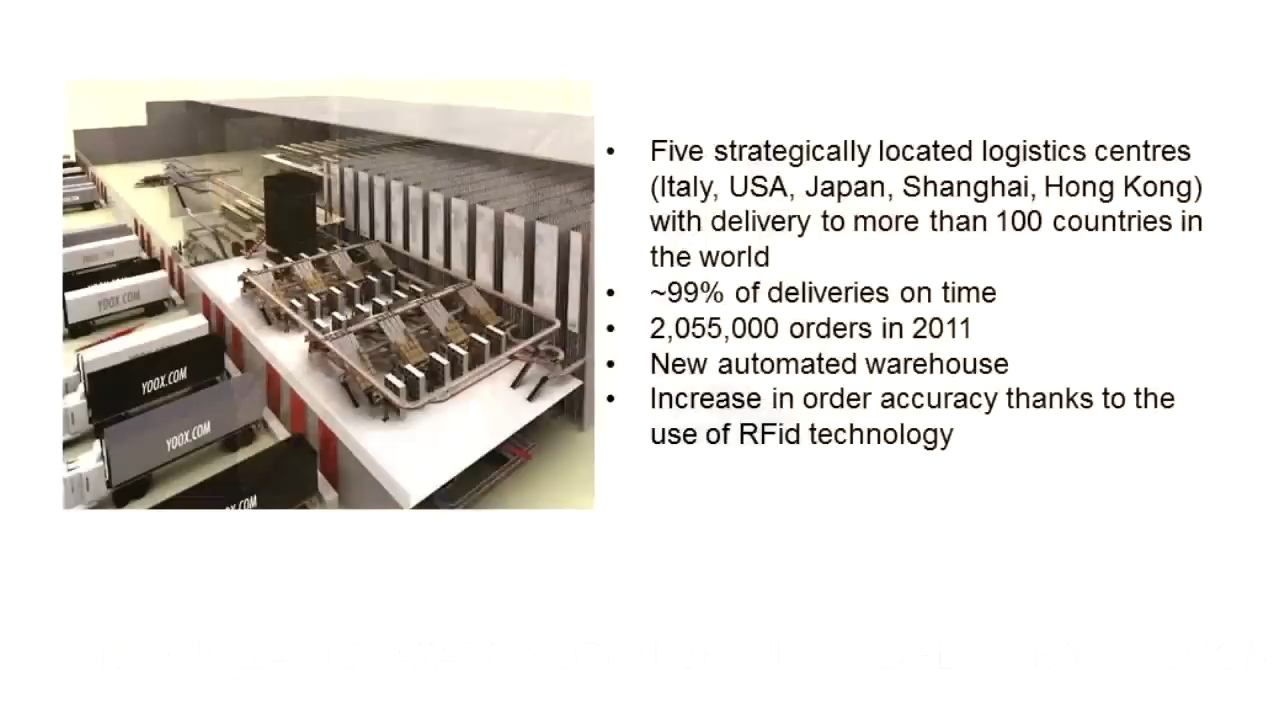 YOOX.COM
YOOX.COM
YOOX.COM
OX.COM
• Five strategically located logistics centres
(Italy, USA, Japan, Shanghai, Hong Kong)
with delivery to more than 100 countries in
the world
• ~99% of deliveries on time
• 2,055,000 orders in 2011
• New automated warehouse
• Increase in order accuracy thanks to the
use of RFid technology